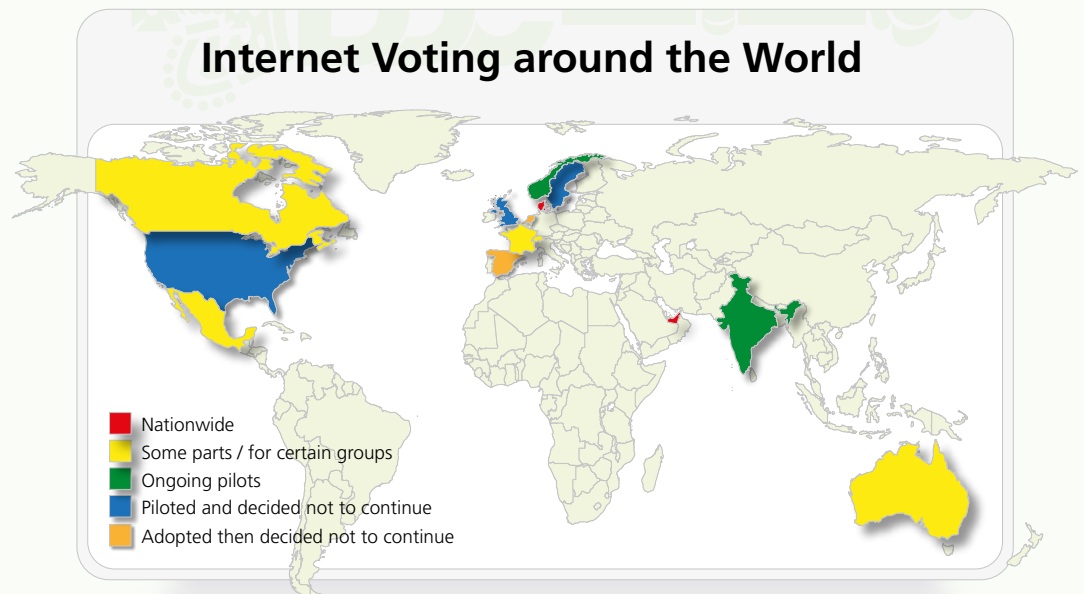 Internet Voting around the World
Nationwide
Some parts / for certain groups
Ongoing pilots
Piloted and decided not to continue
Adopted then decided not to continue